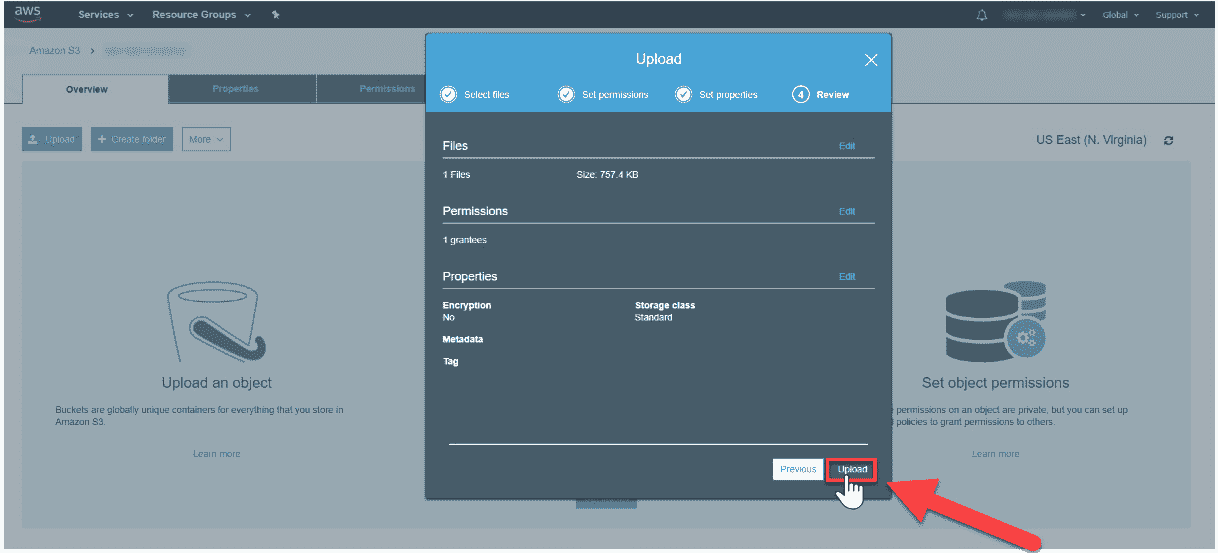 aws Services Resource Groups Global Support
Amazon S3 >
Overview Properties Permissions
Upload + Create folder More
US East (N. Virginia)
Upload an object
Buckets are globally unique containers for everything that you store in
Amazon S3.
Learn more
Upload
Select files Set permissions Set properties 4 Review
Files Edit
1 Files Size: 757.4 KB
Permissions Edit
1 grantees
Properties Edit
Encryption Storage class
No Standard
Metadata
Tag
Previous Upload
Set object permissions
permissions on an object are private, but you can set up
policies to grant permissions to others.
Learn more